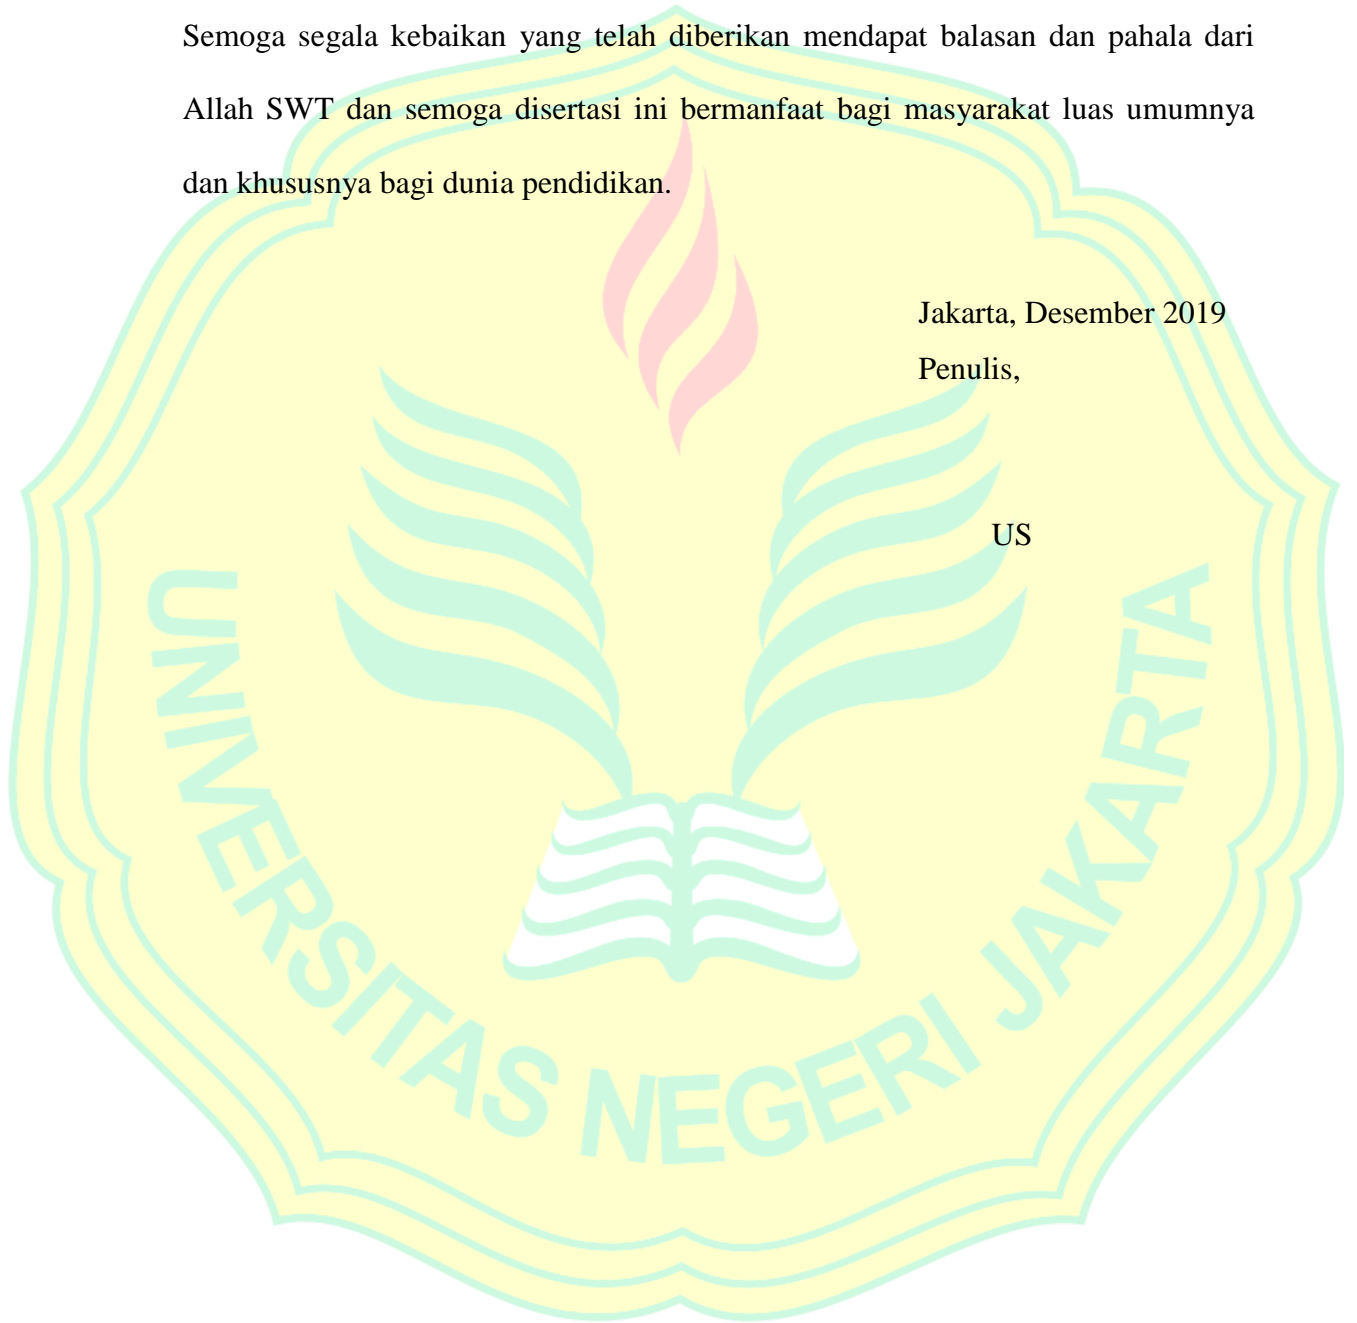 Semoga segala kebaikan yang telah diberikan mendapat balasan dan pahala dari
Allah SWT dan semoga disertasi ini bermanfaat bagi masyarakat luas umumnya
dan khususnya bagi dunia pendidikan.
Jakarta, Desember 2019
Penulis,
US
UNIVERSITAS NEGERI JAKARTA